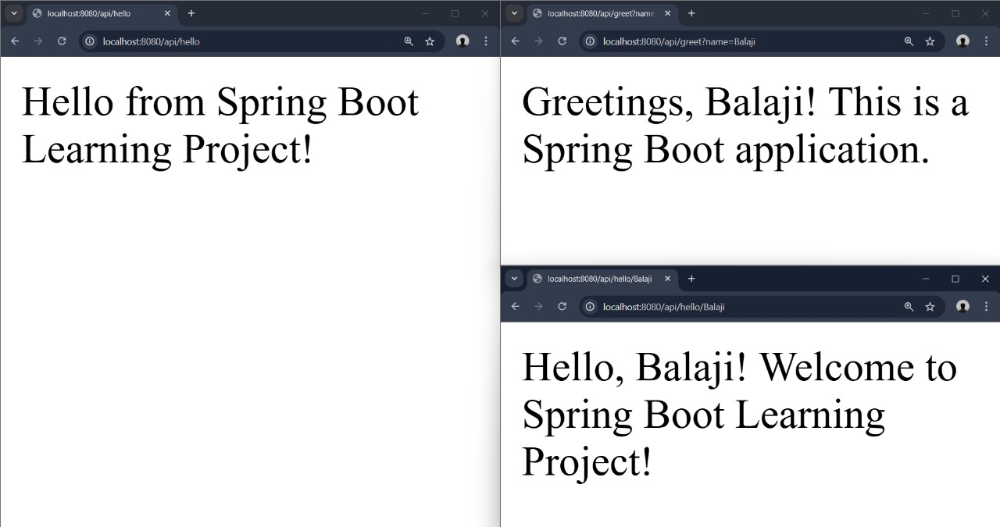 localhost:8080/api/hello
localhost:8080/api/hello
Hello from Spring Boot
Learning Project!
localhost:8080/api/greet?name
localhost:8080/api/greet?name=Balaji
Greetings, Balaji! This is a
Spring Boot application.
localhost:8080/api/hello/Balaji
localhost:8080/api/hello/Balaji
Hello, Balaji! Welcome to
Spring Boot Learning
Project!